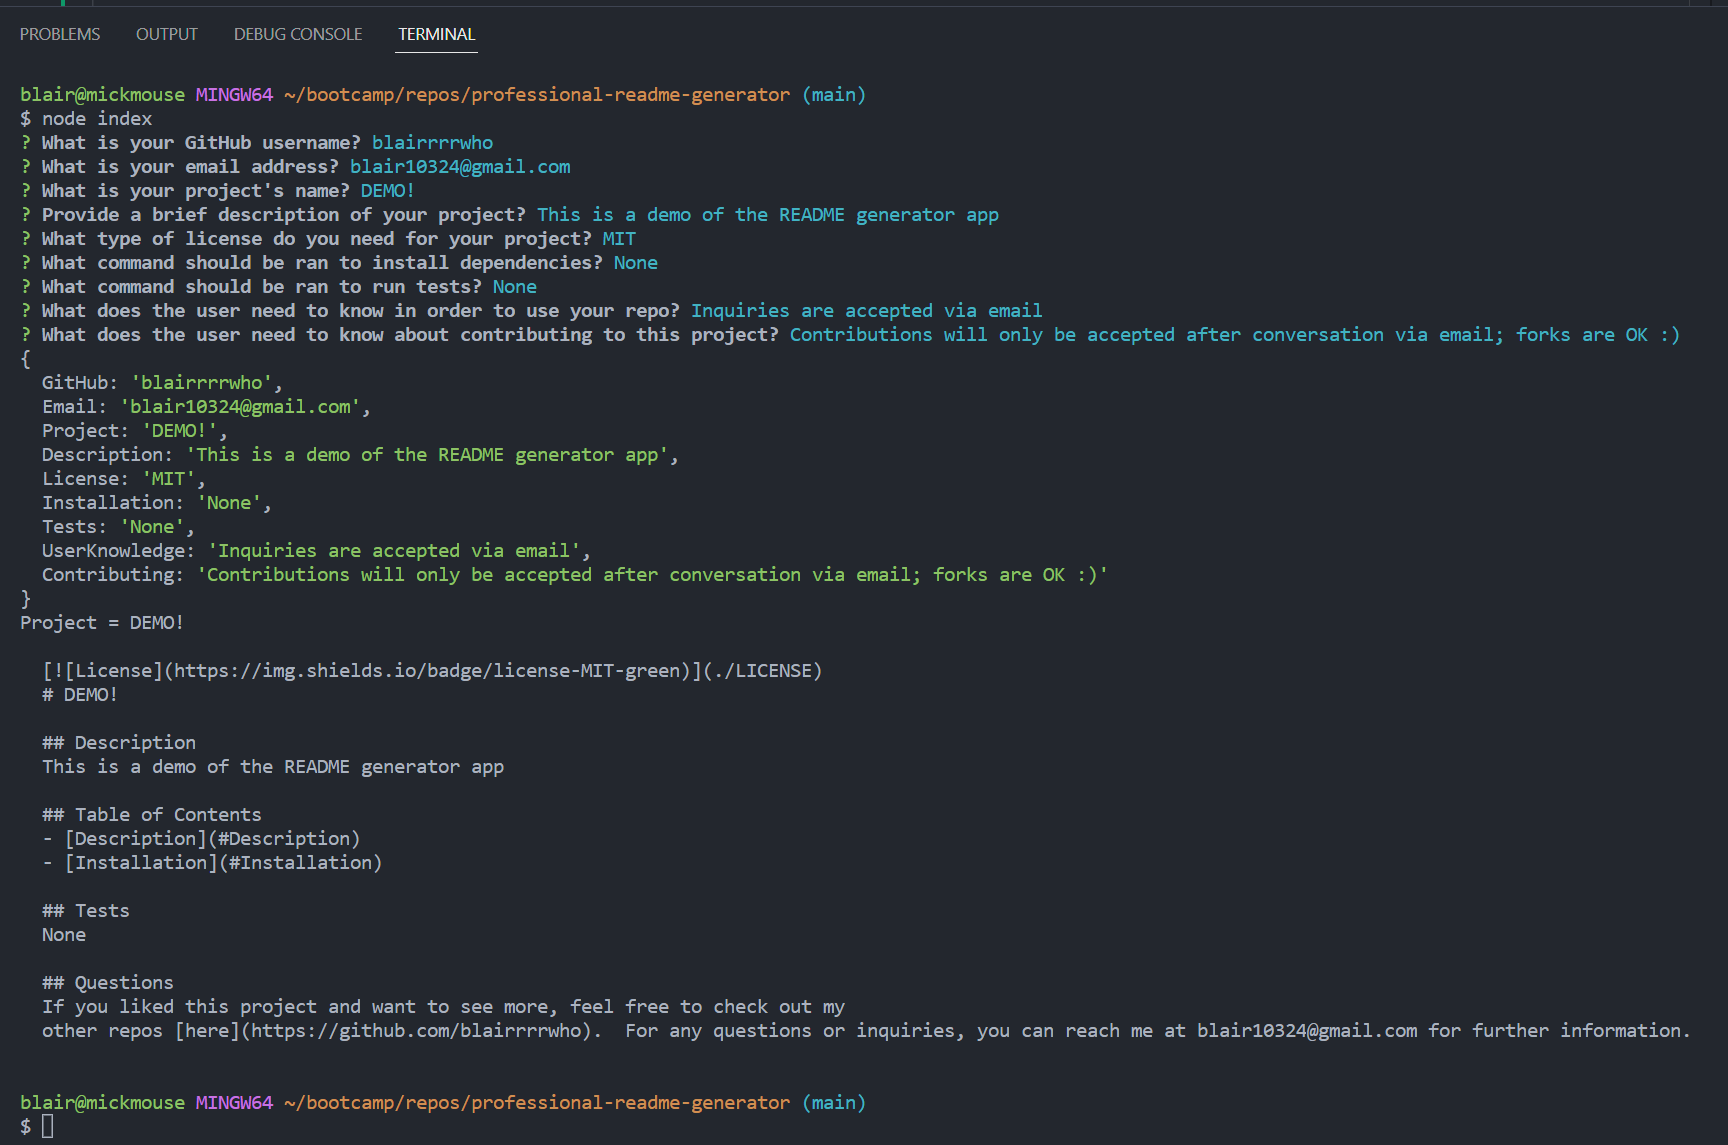 PROBLEMS OUTPUT DEBUG CONSOLE TERMINAL
blair@mickmouse MINGW64 ~/bootcamp/repos/professional-readme-generator (main)
$ node index
? What is your GitHub username? blairrrrwho
? What is your email address? blair10324@gmail.com
? What is your project's name? DEMO!
? Provide a brief description of your project? This is a demo of the README generator app
? What type of license do you need for your project? MIT
? What command should be ran to install dependencies? None
? What command should be ran to run tests? None
? What does the user need to know in order to use your repo? Inquiries are accepted via email
? What does the user need to know about contributing to this project? Contributions will only be accepted after conversation via email; forks are OK :)
{
  GitHub: 'blairrrrwho',
  Email: 'blair10324@gmail.com',
  Project: 'DEMO!',
  Description: 'This is a demo of the README generator app',
  License: 'MIT',
  Installation: 'None',
  Tests: 'None',
  UserKnowledge: 'Inquiries are accepted via email',
  Contributing: 'Contributions will only be accepted after conversation via email; forks are OK :)'
}
Project = DEMO!
  [![License](https://img.shields.io/badge/license-MIT-green)](./LICENSE)
  # DEMO!
  ## Description
  This is a demo of the README generator app
  ## Table of Contents
  - [Description](#Description)
  - [Installation](#Installation)
  ## Tests
  None
  ## Questions
  If you liked this project and want to see more, feel free to check out my
  other repos [here](https://github.com/blairrrrwho).  For any questions or inquiries, you can reach me at blair10324@gmail.com for further information.
blair@mickmouse MINGW64 ~/bootcamp/repos/professional-readme-generator (main)
$